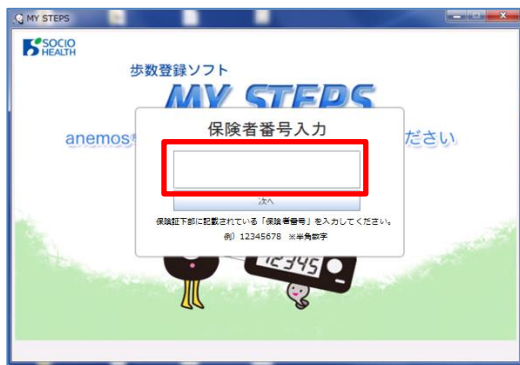 MY STEPS
SOCIO
HEALTH
歩数登録ソフト
MY STEPS
anemos
ださい
保険者番号入力
次へ
保険証下部に記載されている「保険者番号」を入力してください。
例) 12345678 ※半角数字
12345